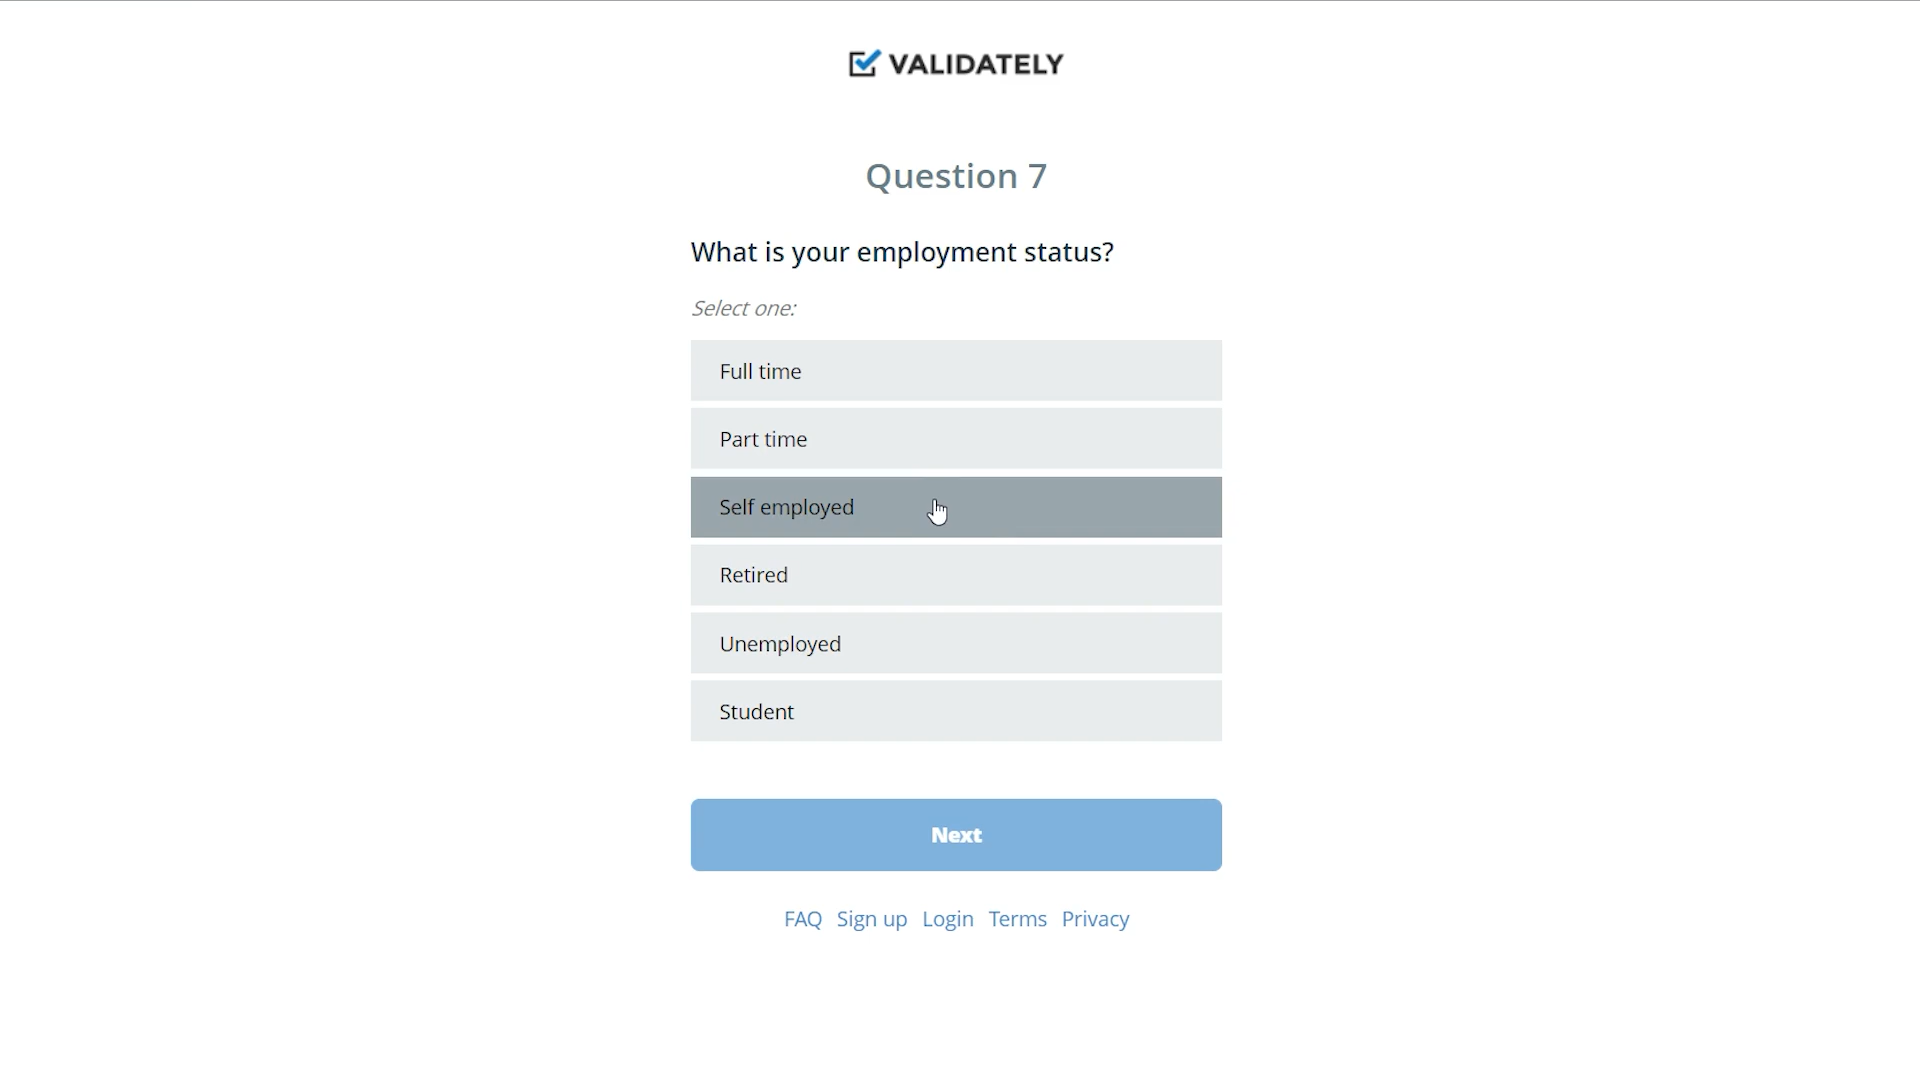 VALIDATELY
Question 7
What is your employment status?
Select one:
Full time
Part time
Self employed
Retired
Unemployed
Student
Next
FAQ Sign up Login Terms Privacy